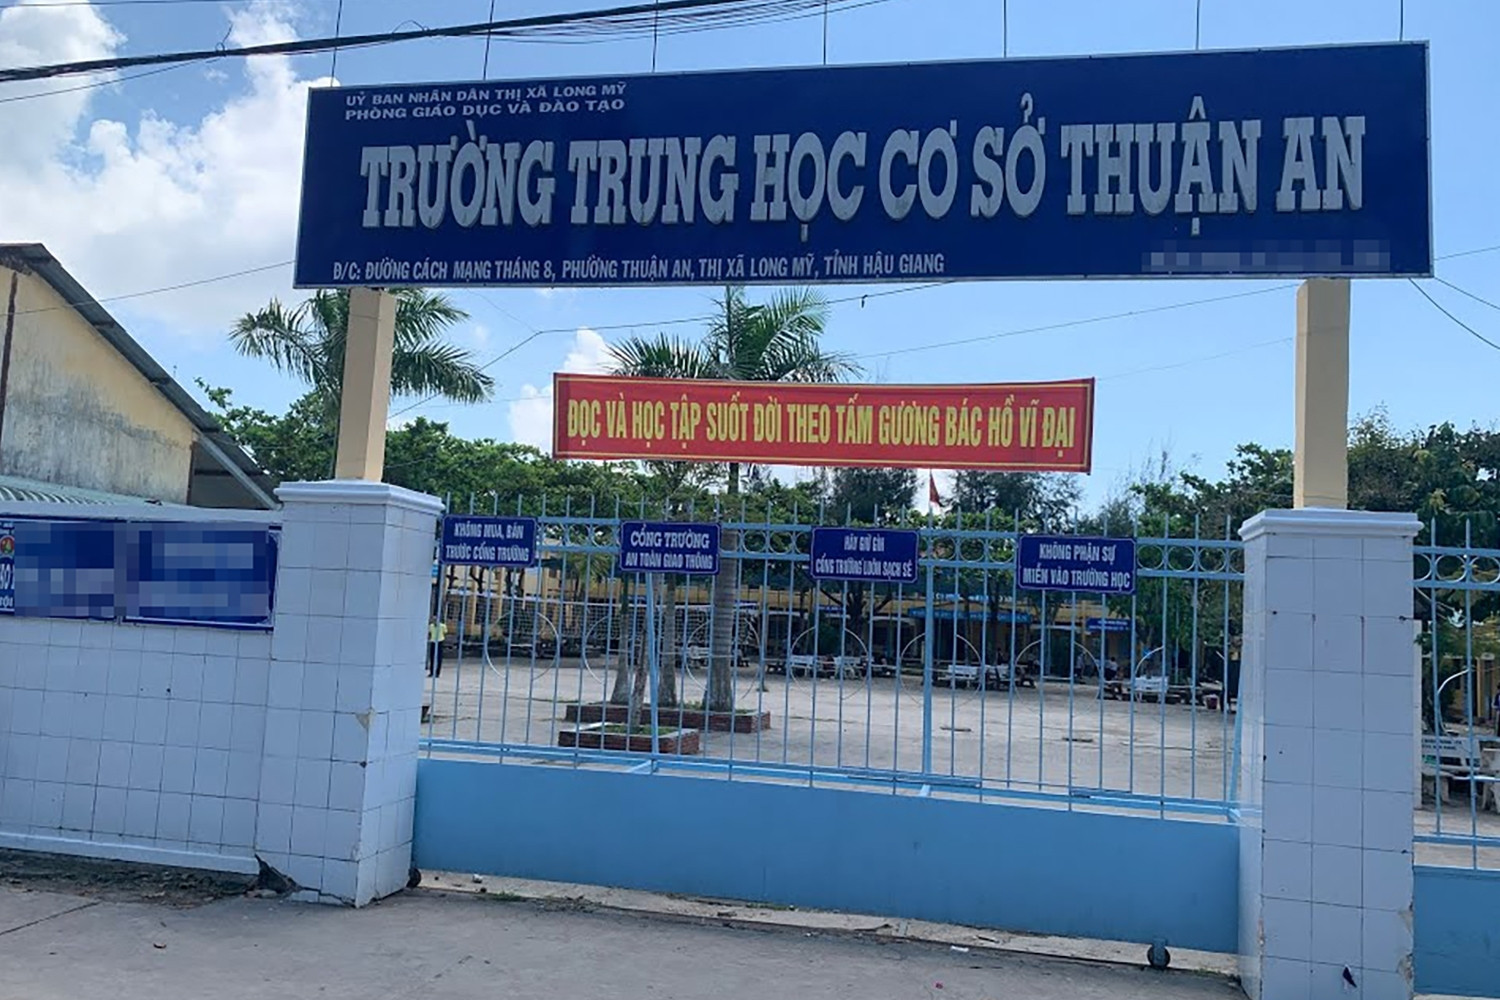 UỶ BAN NHÂN DÂN THỊ XÃ LONG MỸ
PHÒNG GIÁO DỤC VÀ ĐÀO TẠO
TRƯỜNG TRUNG HỌC CƠ SỞ THUẬN AN
Đ/C: ĐƯỜNG CÁCH MẠNG THÁNG 8, PHƯỜNG THUẬN AN, THỊ XÃ LONG MỸ, TỈNH HẬU GIANG
ĐỌC VÀ HỌC TẬP SUỐT ĐỜI THEO TẤM GƯƠNG BÁC HỒ VĨ ĐẠI
KHÔNG MUA, BÁN
TRƯỚC CỔNG TRƯỜNG
CỔNG TRƯỜNG
AN TOÀN GIAO THÔNG
HÃY GIỮ GÌN
CỔNG TRƯỜNG LUÔN SẠCH SẼ
KHÔNG PHẬN SỰ
MIỄN VÀO TRƯỜNG HỌC